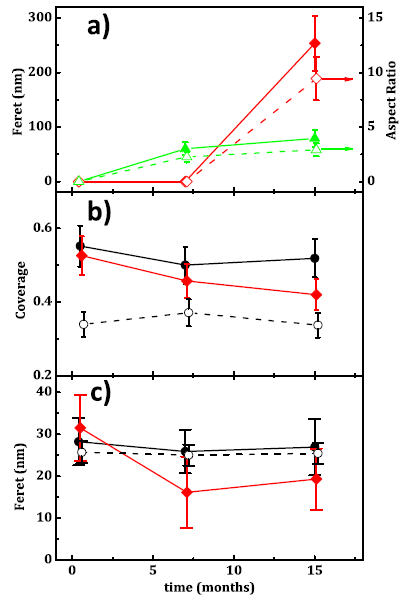 a)
300
200
100
0
Feret (nm)
15
10
5
0
Aspect Ratio
b)
0.6
0.4
0.2
Coverage
c)
40
30
20
10
0
Feret (nm)
0 5 10 15
time (months)